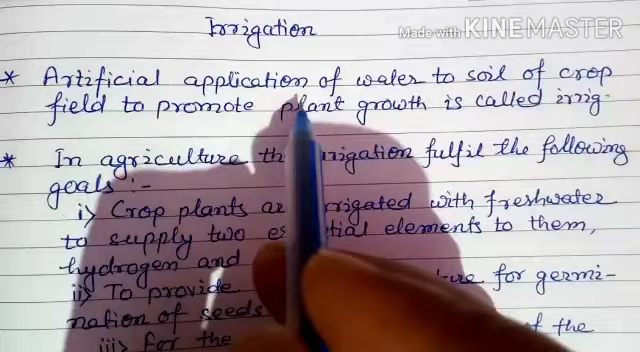 Irrigation
Made with KINEMASTER
* Artificial application of water to soil of crop
field to promote plant growth is called irrig-
* In agriculture the irrigation fulfil the following
goals :-
i> Crop plants are irrigated with freshwater
to supply two essential elements to them,
hydrogen and
ii> To provide for germi-
nation of seeds
iii> for the of the